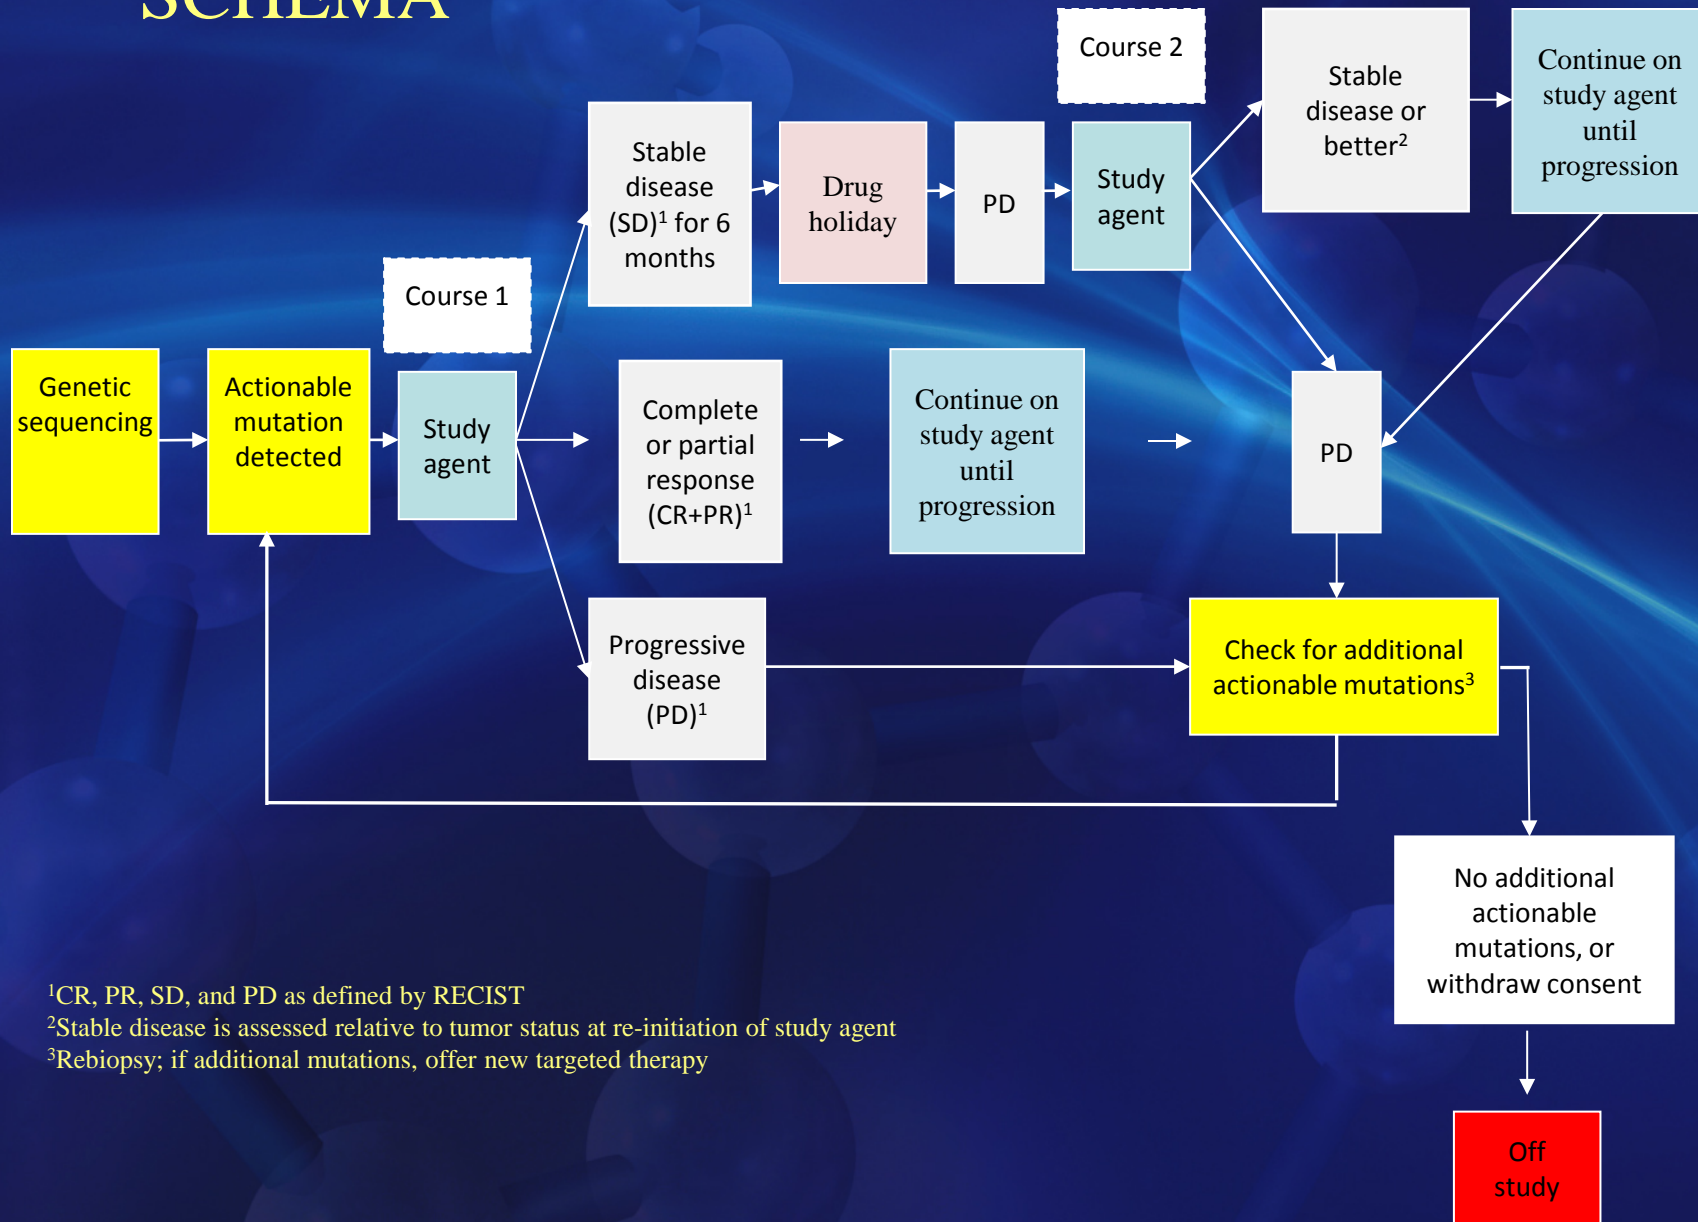 SCHEMA
Course 2
Stable
disease or
better²
Continue on
study agent
until
progression
Stable
disease
(SD)¹ for 6
months
Drug
holiday
PD
Study
agent
Course 1
Genetic
sequencing
Actionable
mutation
detected
Study
agent
Complete
or partial
response
(CR+PR)¹
Continue on
study agent
until
progression
PD
Progressive
disease
(PD)¹
Check for additional
actionable mutations³
No additional
actionable
mutations, or
withdraw consent
Off
study
¹CR, PR, SD, and PD as defined by RECIST
²Stable disease is assessed relative to tumor status at re-initiation of study agent
³Rebiopsy; if additional mutations, offer new targeted therapy